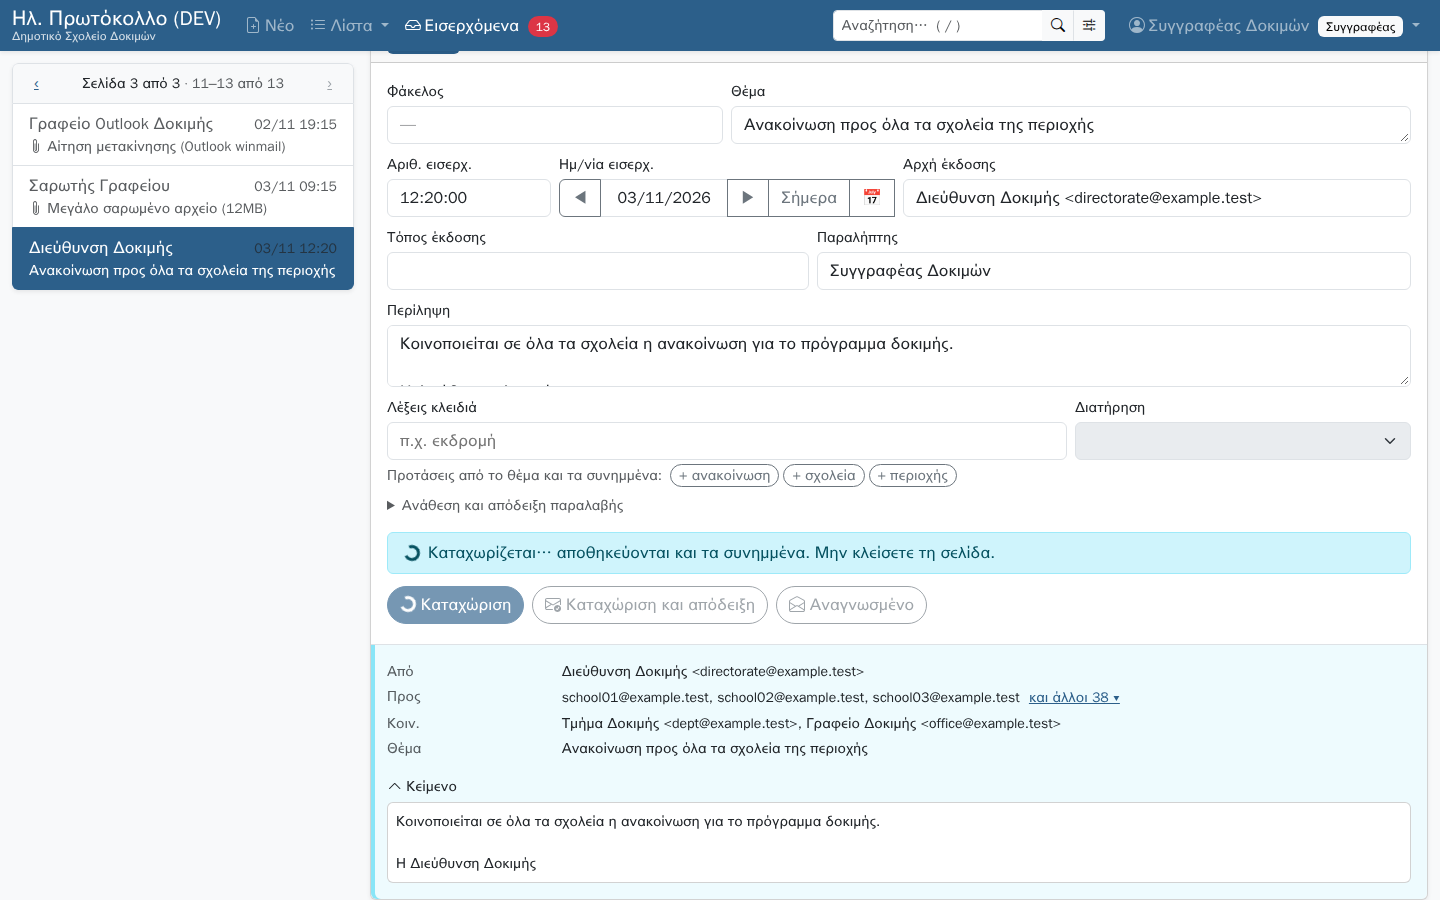 Ηλ. Πρωτόκολλο (DEV)
Δημοτικό Σχολείο Δοκιμών
Νέο
Λίστα
Εισερχόμενα 13
Αναζήτηση… ( / )
Συγγραφέας Δοκιμών Συγγραφέας
‹ Σελίδα 3 από 3 · 11–13 από 13 ›
Γραφείο Outlook Δοκιμής 02/11 19:15
Αίτηση μετακίνησης (Outlook winmail)
Σαρωτής Γραφείου 03/11 09:15
Μεγάλο σαρωμένο αρχείο (12MB)
Διεύθυνση Δοκιμής 03/11 12:20
Ανακοίνωση προς όλα τα σχολεία της περιοχής
Φάκελος Θέμα
— Ανακοίνωση προς όλα τα σχολεία της περιοχής
Αριθ. εισερχ. Ημ/νία εισερχ. Αρχή έκδοσης
12:20:00 ◀ 03/11/2026 ▶ Σήμερα 📅 Διεύθυνση Δοκιμής <directorate@example.test>
Τόπος έκδοσης Παραλήπτης
Συγγραφέας Δοκιμών
Περίληψη
Κοινοποιείται σε όλα τα σχολεία η ανακοίνωση για το πρόγραμμα δοκιμής.
Λέξεις κλειδιά Διατήρηση
π.χ. εκδρομή
Προτάσεις από το θέμα και τα συνημμένα: + ανακοίνωση + σχολεία + περιοχής
▶ Ανάθεση και απόδειξη παραλαβής
Καταχωρίζεται… αποθηκεύονται και τα συνημμένα. Μην κλείσετε τη σελίδα.
Καταχώριση Καταχώριση και απόδειξη Αναγνωσμένο
Από Διεύθυνση Δοκιμής <directorate@example.test>
Προς school01@example.test, school02@example.test, school03@example.test και άλλοι 38 ▾
Κοιν. Τμήμα Δοκιμής <dept@example.test>, Γραφείο Δοκιμής <office@example.test>
Θέμα Ανακοίνωση προς όλα τα σχολεία της περιοχής
Κείμενο
Κοινοποιείται σε όλα τα σχολεία η ανακοίνωση για το πρόγραμμα δοκιμής.
Η Διεύθυνση Δοκιμής